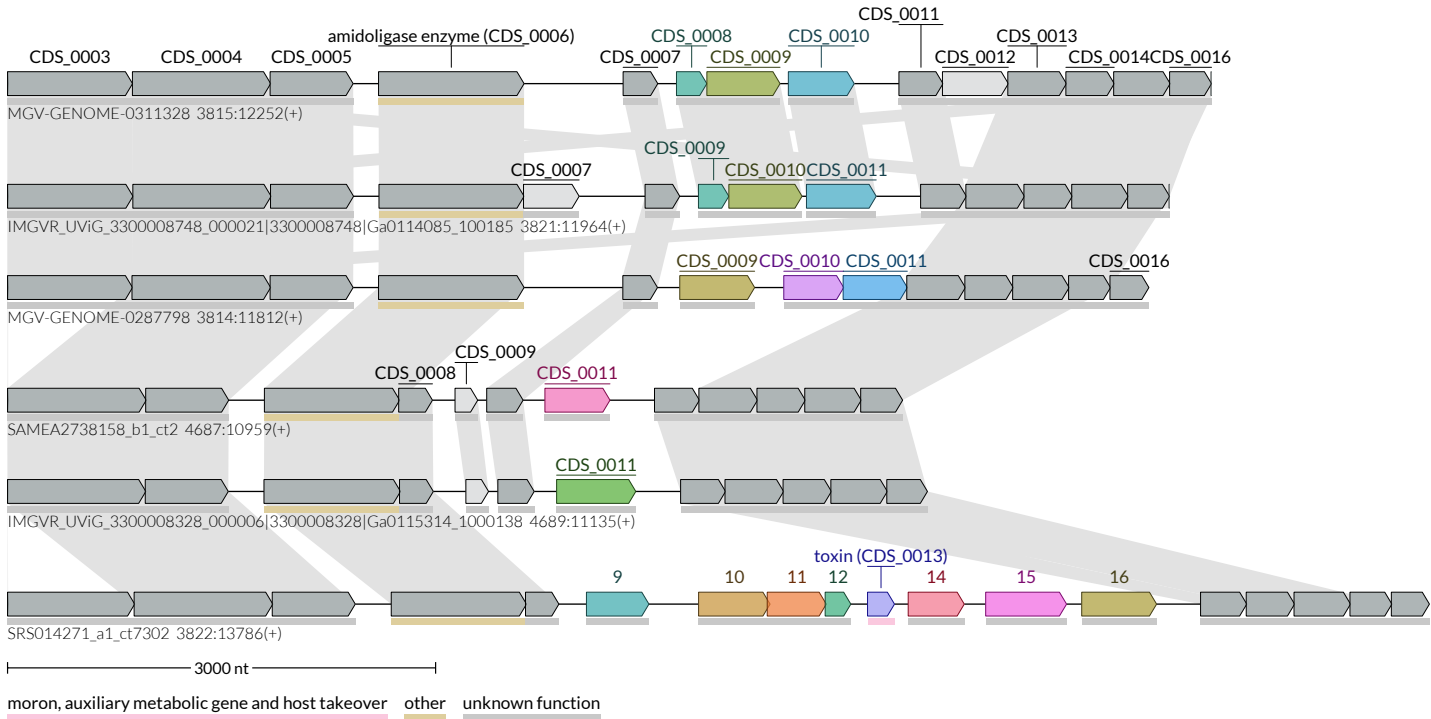 CDS_0011
amidoligase enzyme (CDS_0006) CDS_0008 CDS_0010 CDS_0013
CDS_0003 CDS_0004 CDS_0005 CDS_0007 CDS_0009 CDS_0012 CDS_0014 CDS_0016
MGV-GENOME-0311328 3815:12252(+)
CDS_0009
CDS_0007 CDS_0010 CDS_0011
IMGVR_UViG_3300008748_000021|3300008748|Ga0114085_100185 3821:11964(+)
CDS_0009 CDS_0010 CDS_0011 CDS_0016
MGV-GENOME-0287798 3814:11812(+)
CDS_0009
CDS_0008 CDS_0011
SAMEA2738158_b1_ct2 4687:10959(+)
CDS_0011
IMGVR_UViG_3300008328_000006|3300008328|Ga0115314_1000138 4689:11135(+)
toxin (CDS_0013)
9 10 11 12 14 15 16
SRS014271_a1_ct7302 3822:13786(+)
3000 nt
moron, auxiliary metabolic gene and host takeover other unknown function